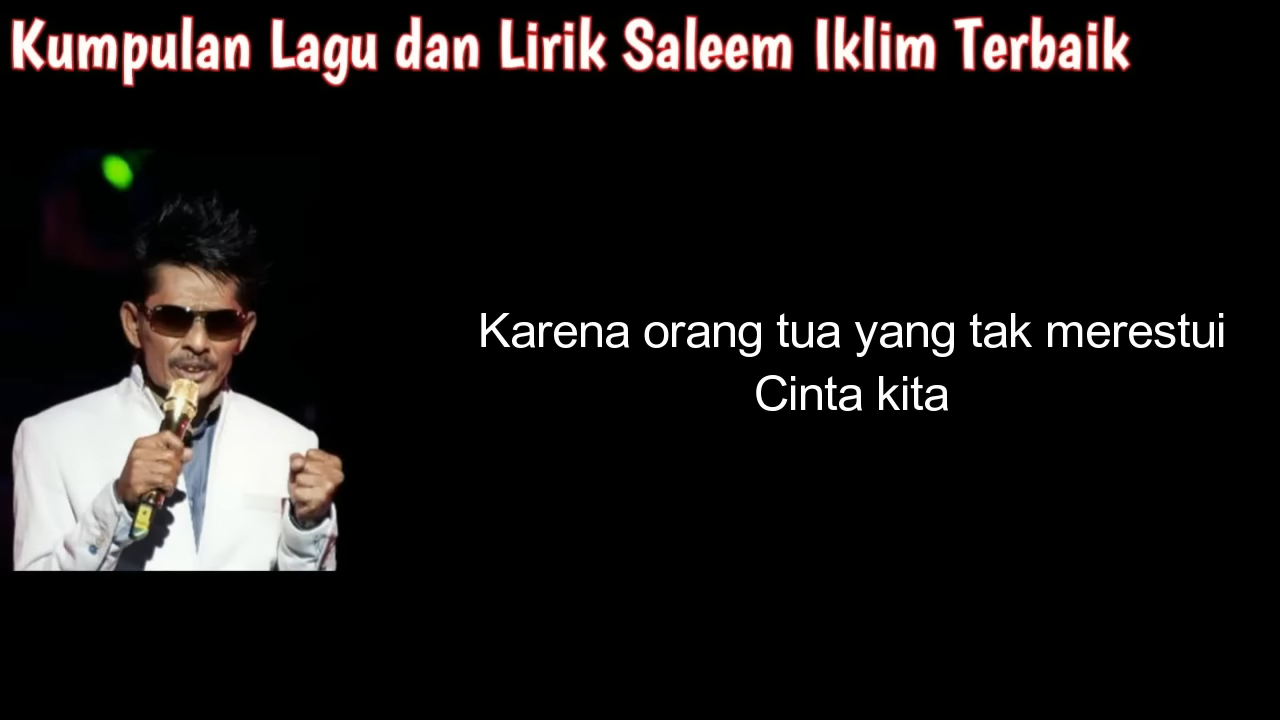 Kumpulan Lagu dan Lirik Saleem Iklim Terbaik
Karena orang tua yang tak merestui
Cinta kita